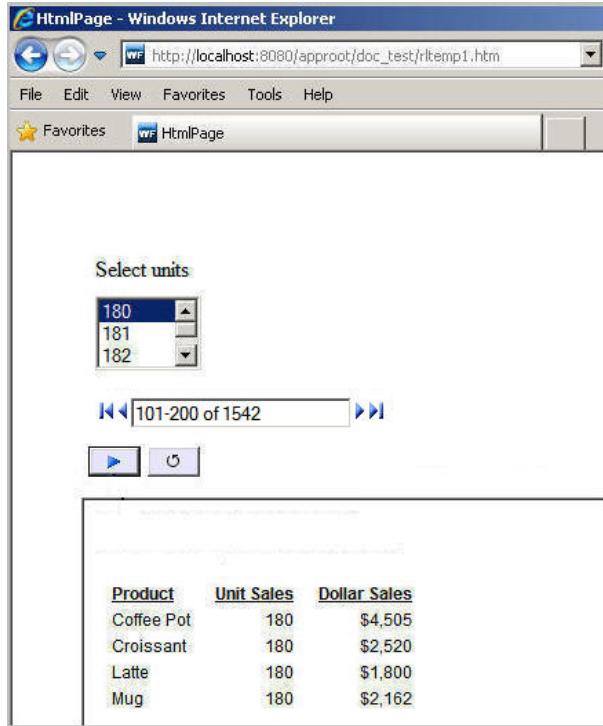 HtmlPage - Windows Internet Explorer
WF http://localhost:8080/approot/doc_test/rltemp1.htm
File Edit View Favorites Tools Help
Favorites WF HtmlPage
Select units
180
181
182
101-200 of 1542
Product Unit Sales Dollar Sales
Coffee Pot 180 $4,505
Croissant 180 $2,520
Latte 180 $1,800
Mug 180 $2,162